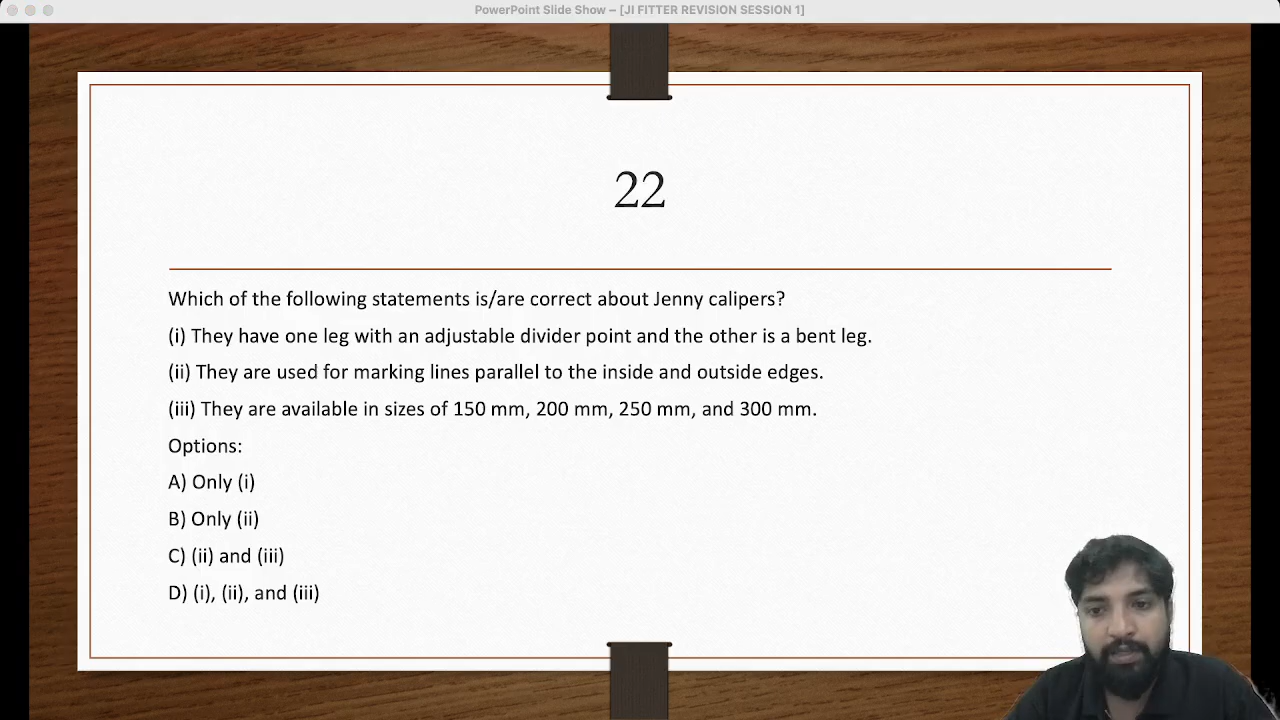 PowerPoint Slide Show – [JI FITTER REVISION SESSION 1]
22
Which of the following statements is/are correct about Jenny calipers?
(i) They have one leg with an adjustable divider point and the other is a bent leg.
(ii) They are used for marking lines parallel to the inside and outside edges.
(iii) They are available in sizes of 150 mm, 200 mm, 250 mm, and 300 mm.
Options:
A) Only (i)
B) Only (ii)
C) (ii) and (iii)
D) (i), (ii), and (iii)